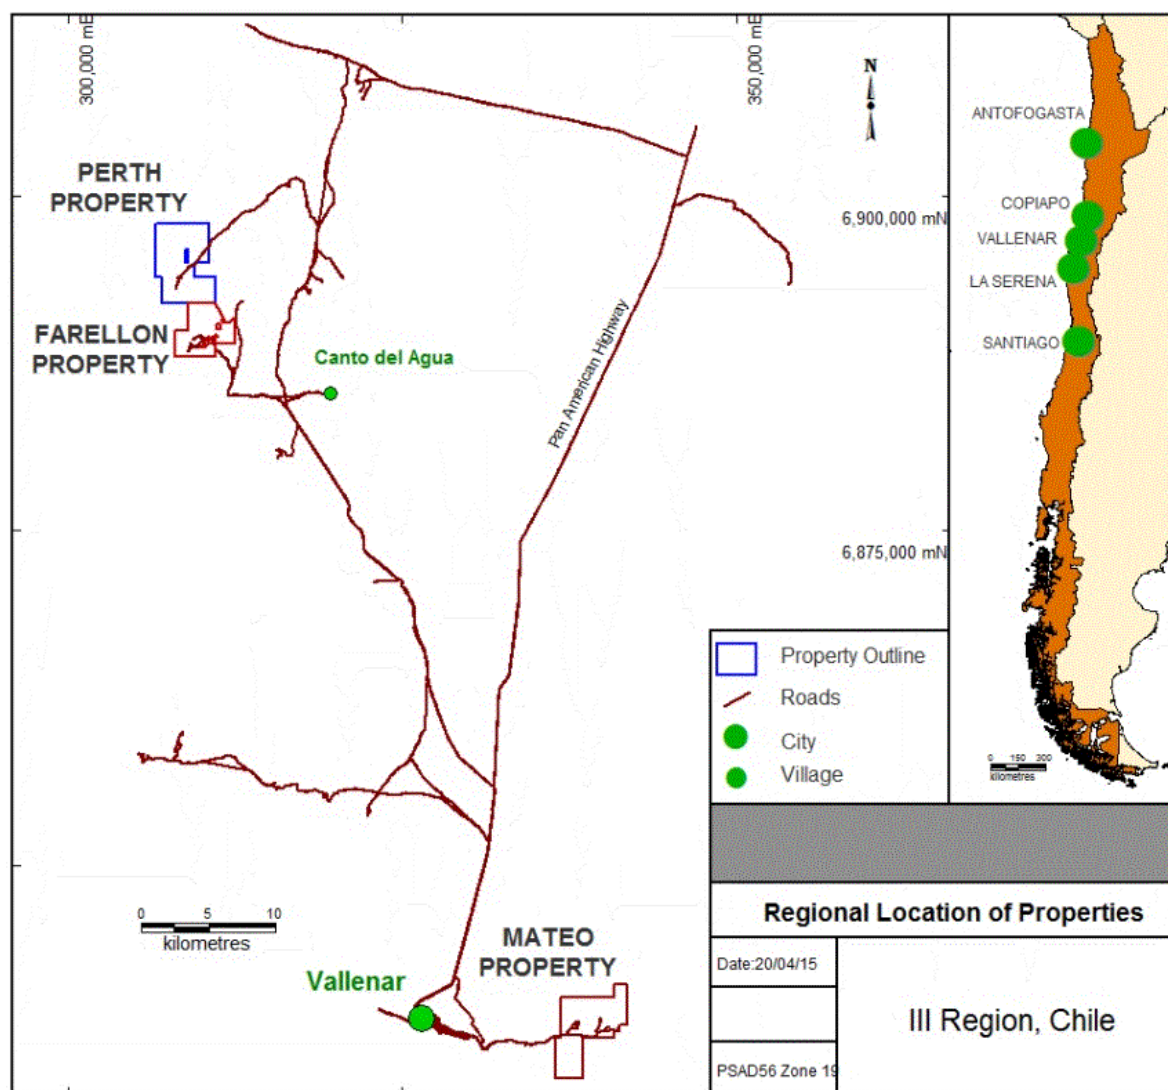 300,000 mE
350,000 mE
N
PERTH
PROPERTY
6,900,000 mN
FARELLON
PROPERTY
Canto del Agua
Pan American Highway
6,875,000 mN
0 5 10
kilometres
MATEO
PROPERTY
Vallenar
ANTOFOGASTA
COPIAPO
VALLENAR
LA SERENA
SANTIAGO
0 150 300
kilometres
Property Outline
Roads
City
Village
Regional Location of Properties
Date:20/04/15
III Region, Chile
PSAD56 Zone 19